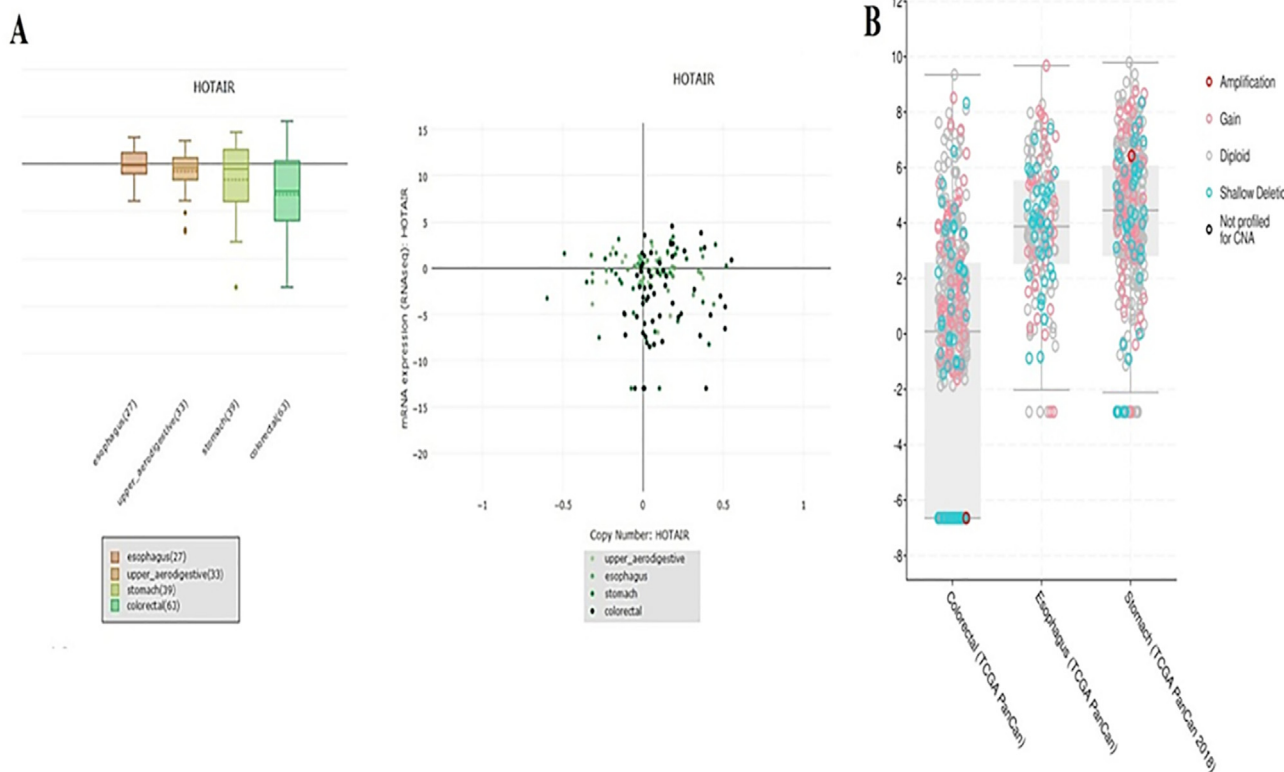 A
HOTAIR
esophagus(27)
upper_aerodigestive(33)
stomach(39)
colorectal(63)
esophagus(27)
upper_aerodigestive(33)
stomach(39)
colorectal(63)
HOTAIR
mRNA expression (RNAseq): HOTAIR
15
10
5
0
−5
−10
−15
−20
−1
−0.5
0
0.5
1
Copy Number: HOTAIR
upper_aerodigestive
esophagus
stomach
colorectal
B
12
10
8
6
4
2
0
-2
-4
-6
-8
Colorectal (TCGA PanCan)
Esophagus (TCGA PanCan)
Stomach (TCGA PanCan 2018)
Amplification
Gain
Diploid
Shallow Deletic
Not profiled
for CNA